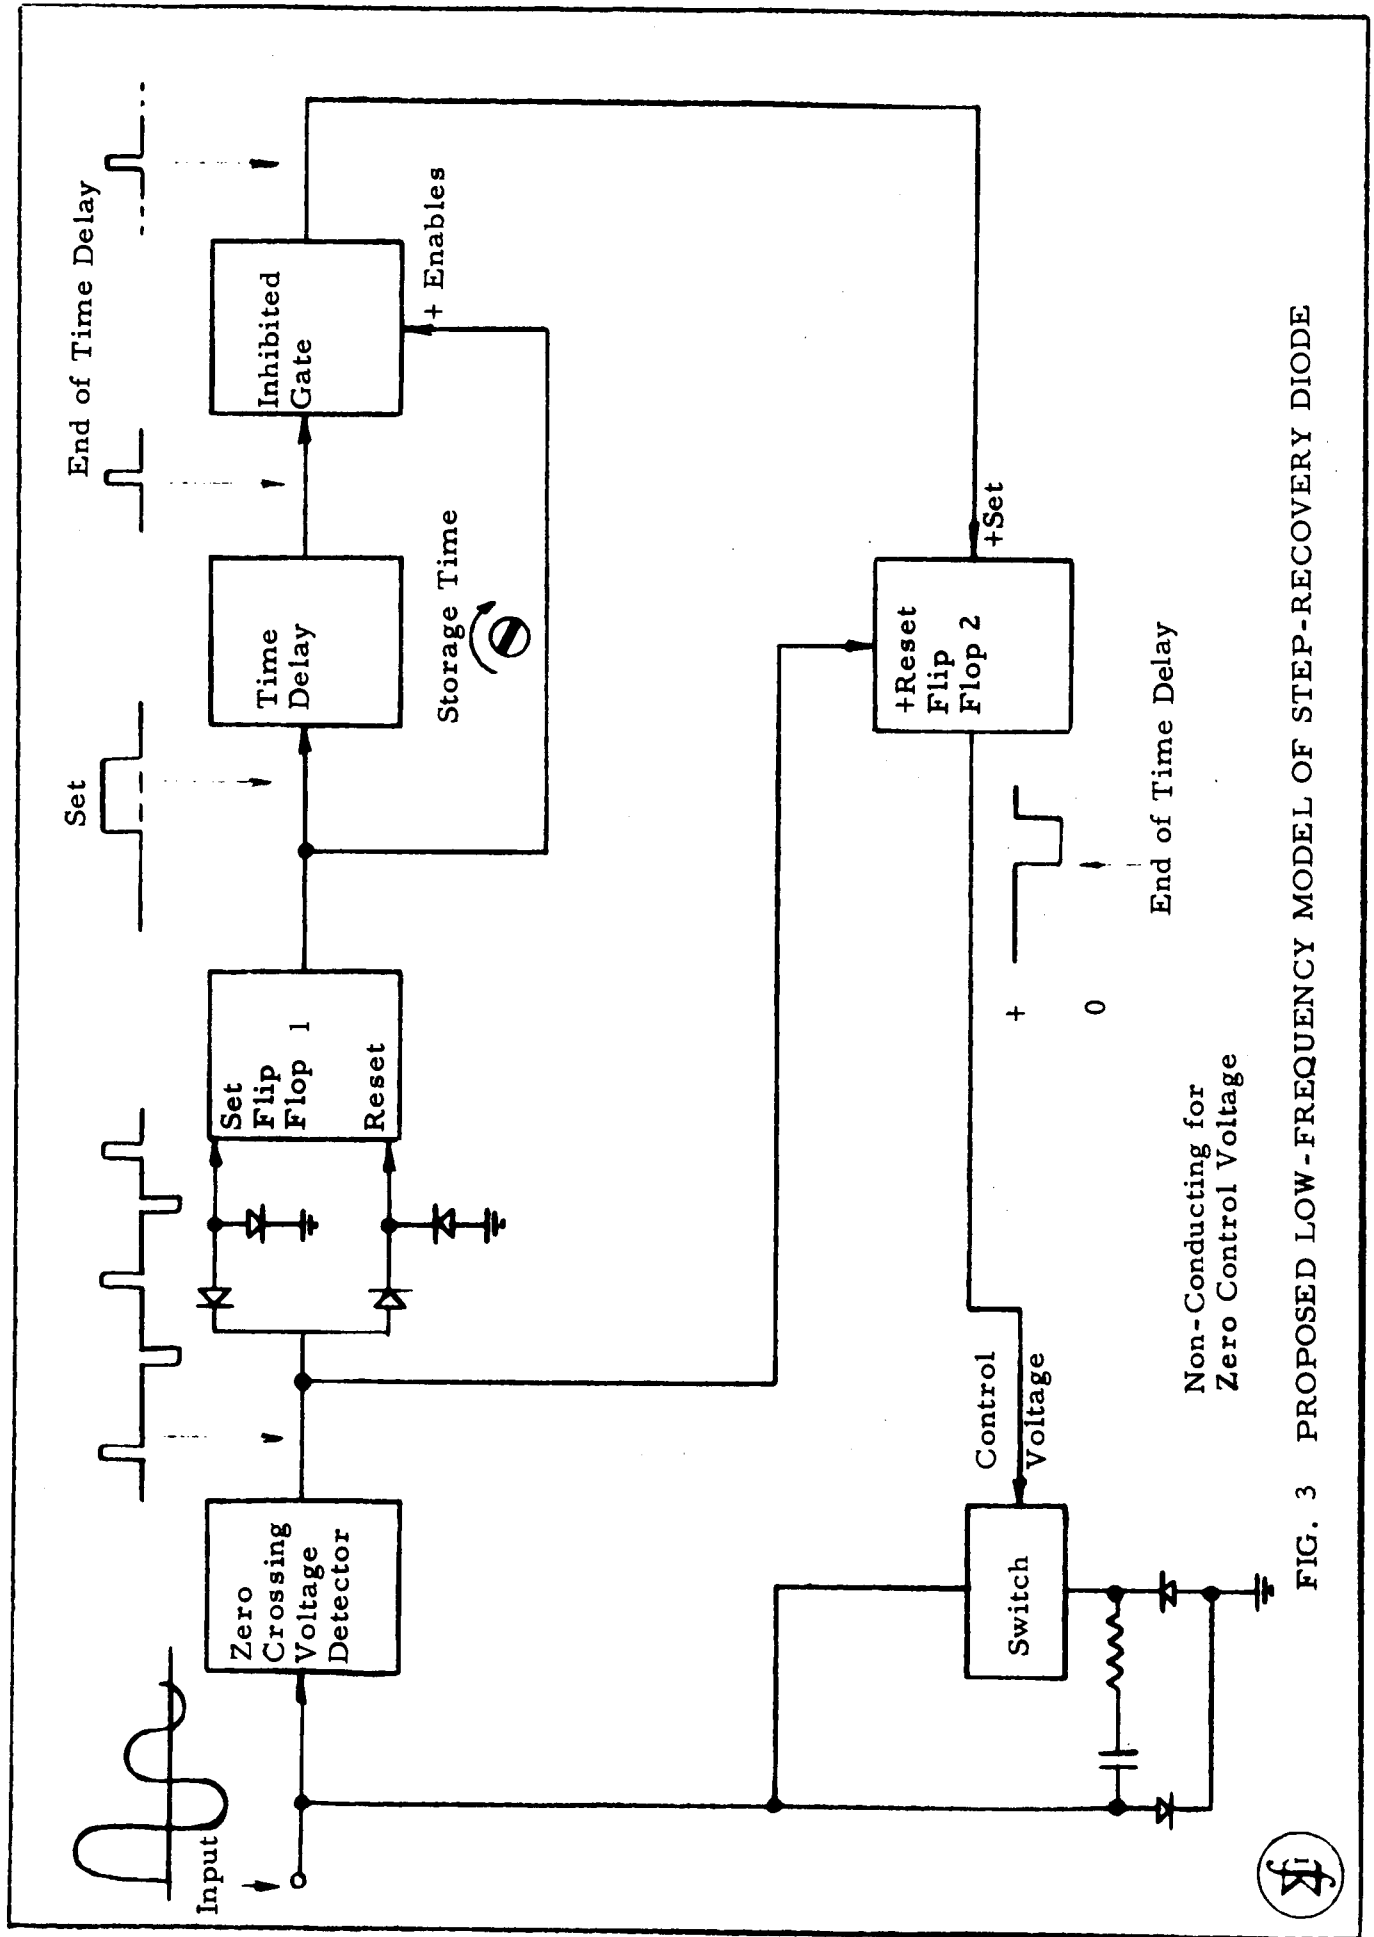 Input
Zero
Crossing
Voltage
Detector
Set
Flip
Flop 1
Reset
Set
Time
Delay
Storage Time
End of Time Delay
Inhibited
Gate
+ Enables
+Set
+Reset
Flip
Flop 2
+
0
End of Time Delay
Control
Voltage
Switch
Non-Conducting for
Zero Control Voltage
FIG. 3 PROPOSED LOW-FREQUENCY MODEL OF STEP-RECOVERY DIODE